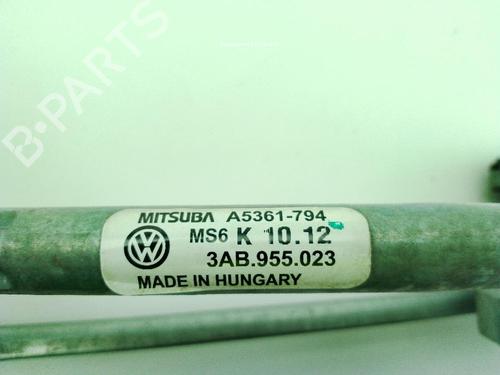 B·PARTS
MITSUBA A5361-794
MS6 K 10.12
3AB.955.023
MADE IN HUNGARY